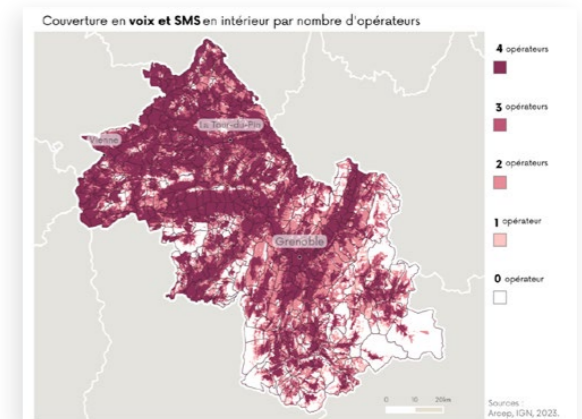 Couverture en voix et SMS en intérieur par nombre d'opérateurs
4 opérateurs
3 opérateurs
2 opérateurs
1 opérateur
0 opérateur
La Tour-du-Pin
Vienne
Grenoble
0 10 20km
Sources :
Arcep, IGN, 2023.